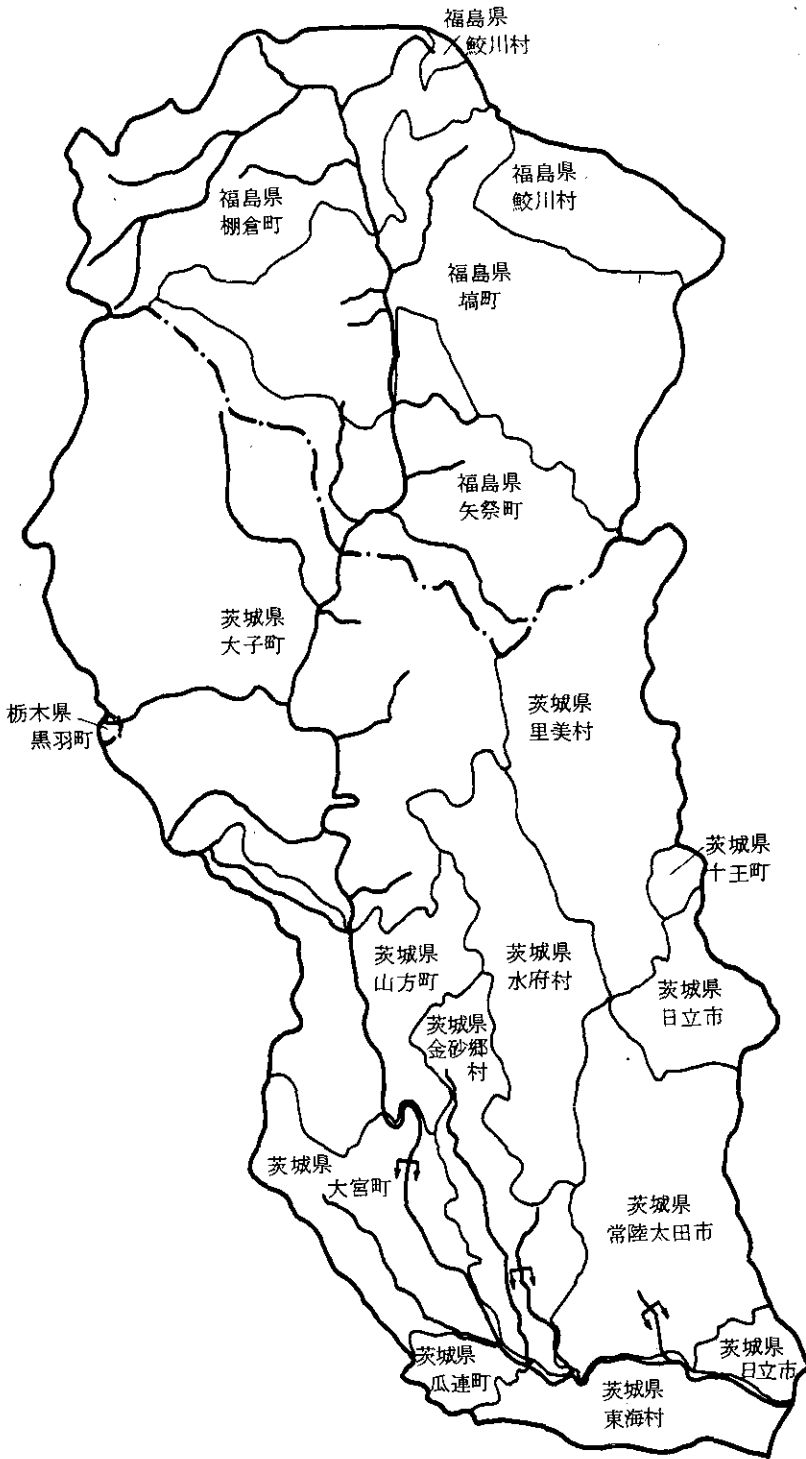 福島県
鮫川村
福島県
鮫川村
福島県
棚倉町
福島県
塙町
福島県
矢祭町
茨城県
大子町
栃木県
黒羽町
茨城県
里美村
茨城県
十王町
茨城県
山方町
茨城県
水府村
茨城県
日立市
茨城県
金砂郷
村
茨城県
大宮町
茨城県
常陸太田市
茨城県
瓜連町
茨城県
日立市
茨城県
東海村